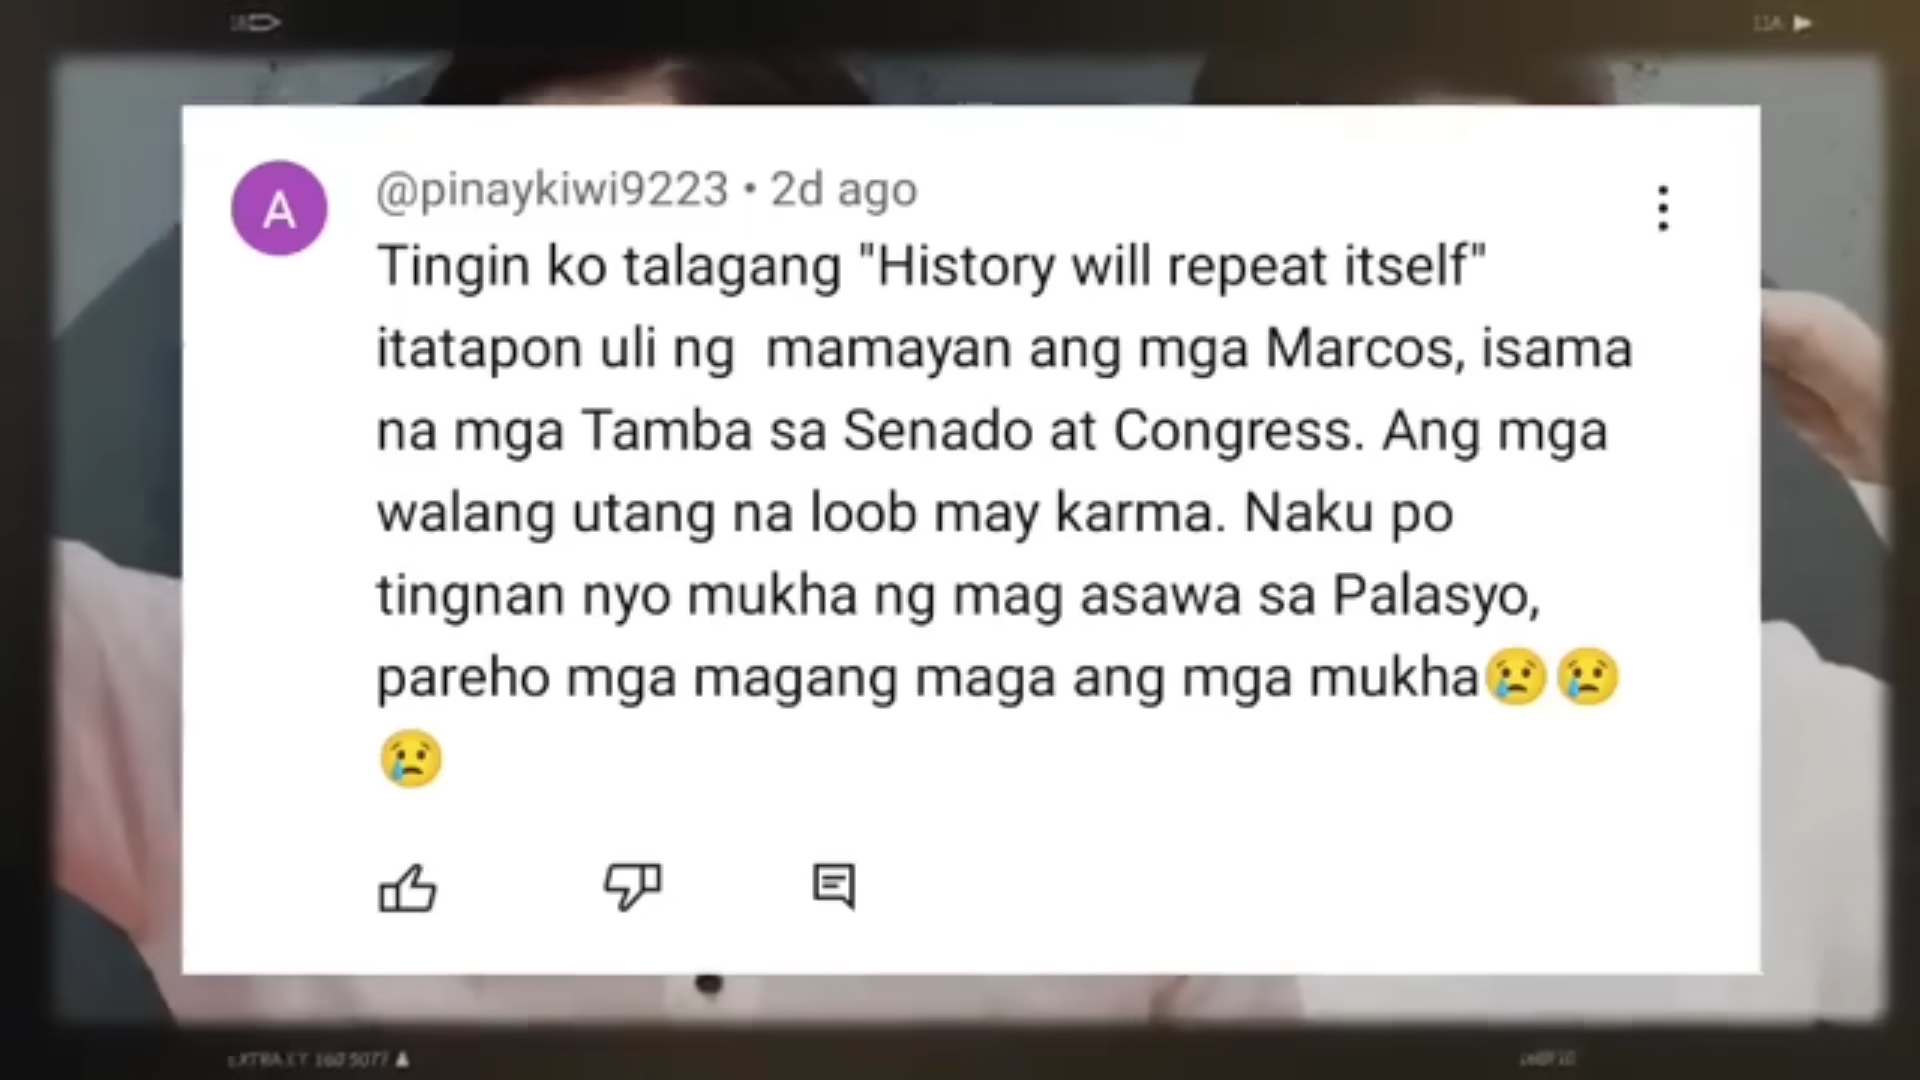 A
@pinaykiwi9223 • 2d ago
Tingin ko talagang "History will repeat itself"
itatapon uli ng mamayan ang mga Marcos, isama
na mga Tamba sa Senado at Congress. Ang mga
walang utang na loob may karma. Naku po
tingnan nyo mukha ng mag asawa sa Palasyo,
pareho mga magang maga ang mga mukha😢😢
😢